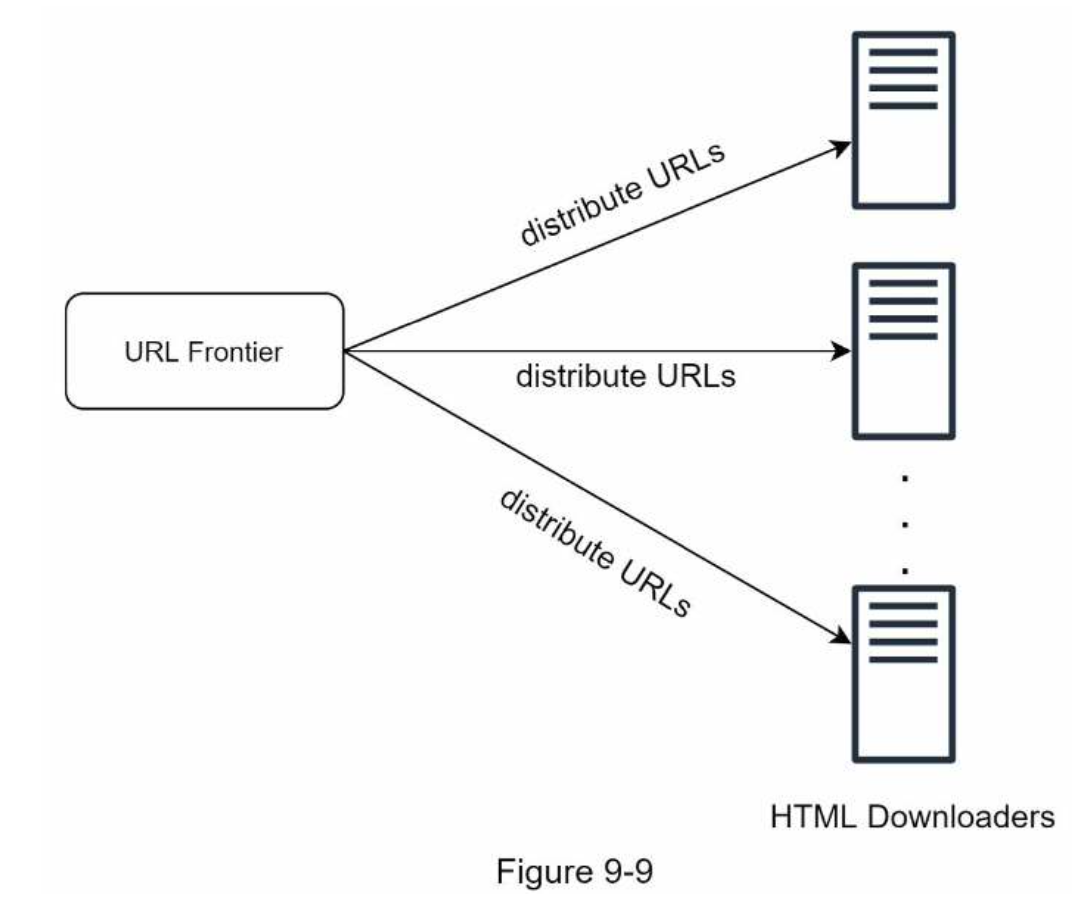 distribute URLs
URL Frontier
distribute URLs
distribute URLs
.
.
.
HTML Downloaders
Figure 9-9